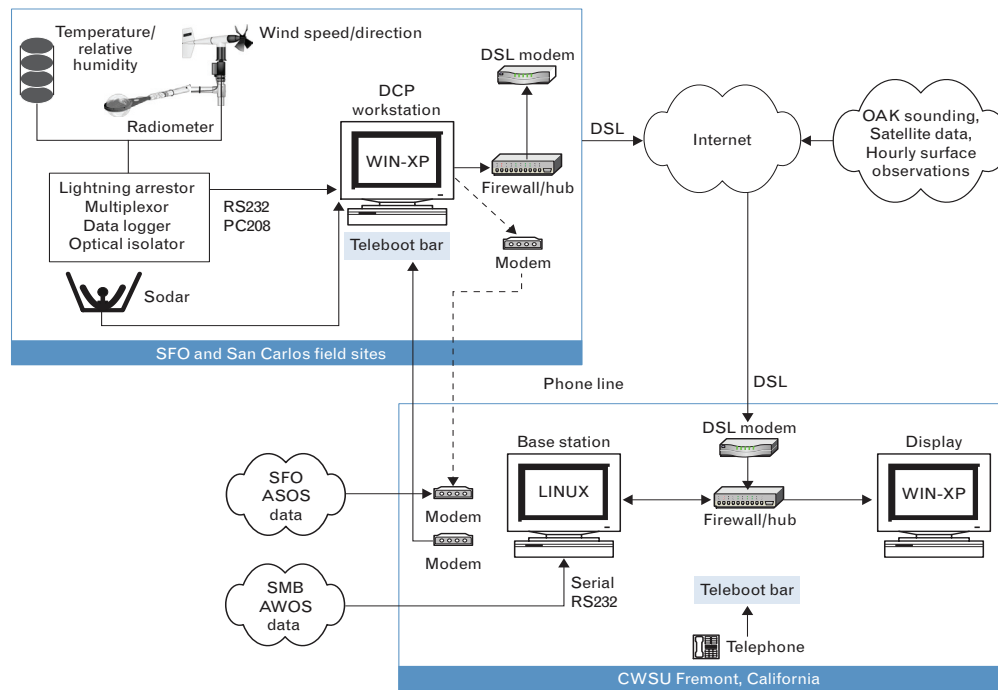 Temperature/
relative
humidity
Wind speed/direction
Radiometer
DCP
workstation
WIN-XP
DSL modem
Firewall/hub
Lightning arrestor
Multiplexor
Data logger
Optical isolator
RS232
PC208
Teleboot bar
Modem
Sodar
SFO and San Carlos field sites
DSL
Internet
OAK sounding,
Satellite data,
Hourly surface
observations
Phone line
DSL
DSL modem
Base station
LINUX
Firewall/hub
Display
WIN-XP
SFO
ASOS
data
Modem
Modem
SMB
AWOS
data
Serial
RS232
Teleboot bar
Telephone
CWSU Fremont, California